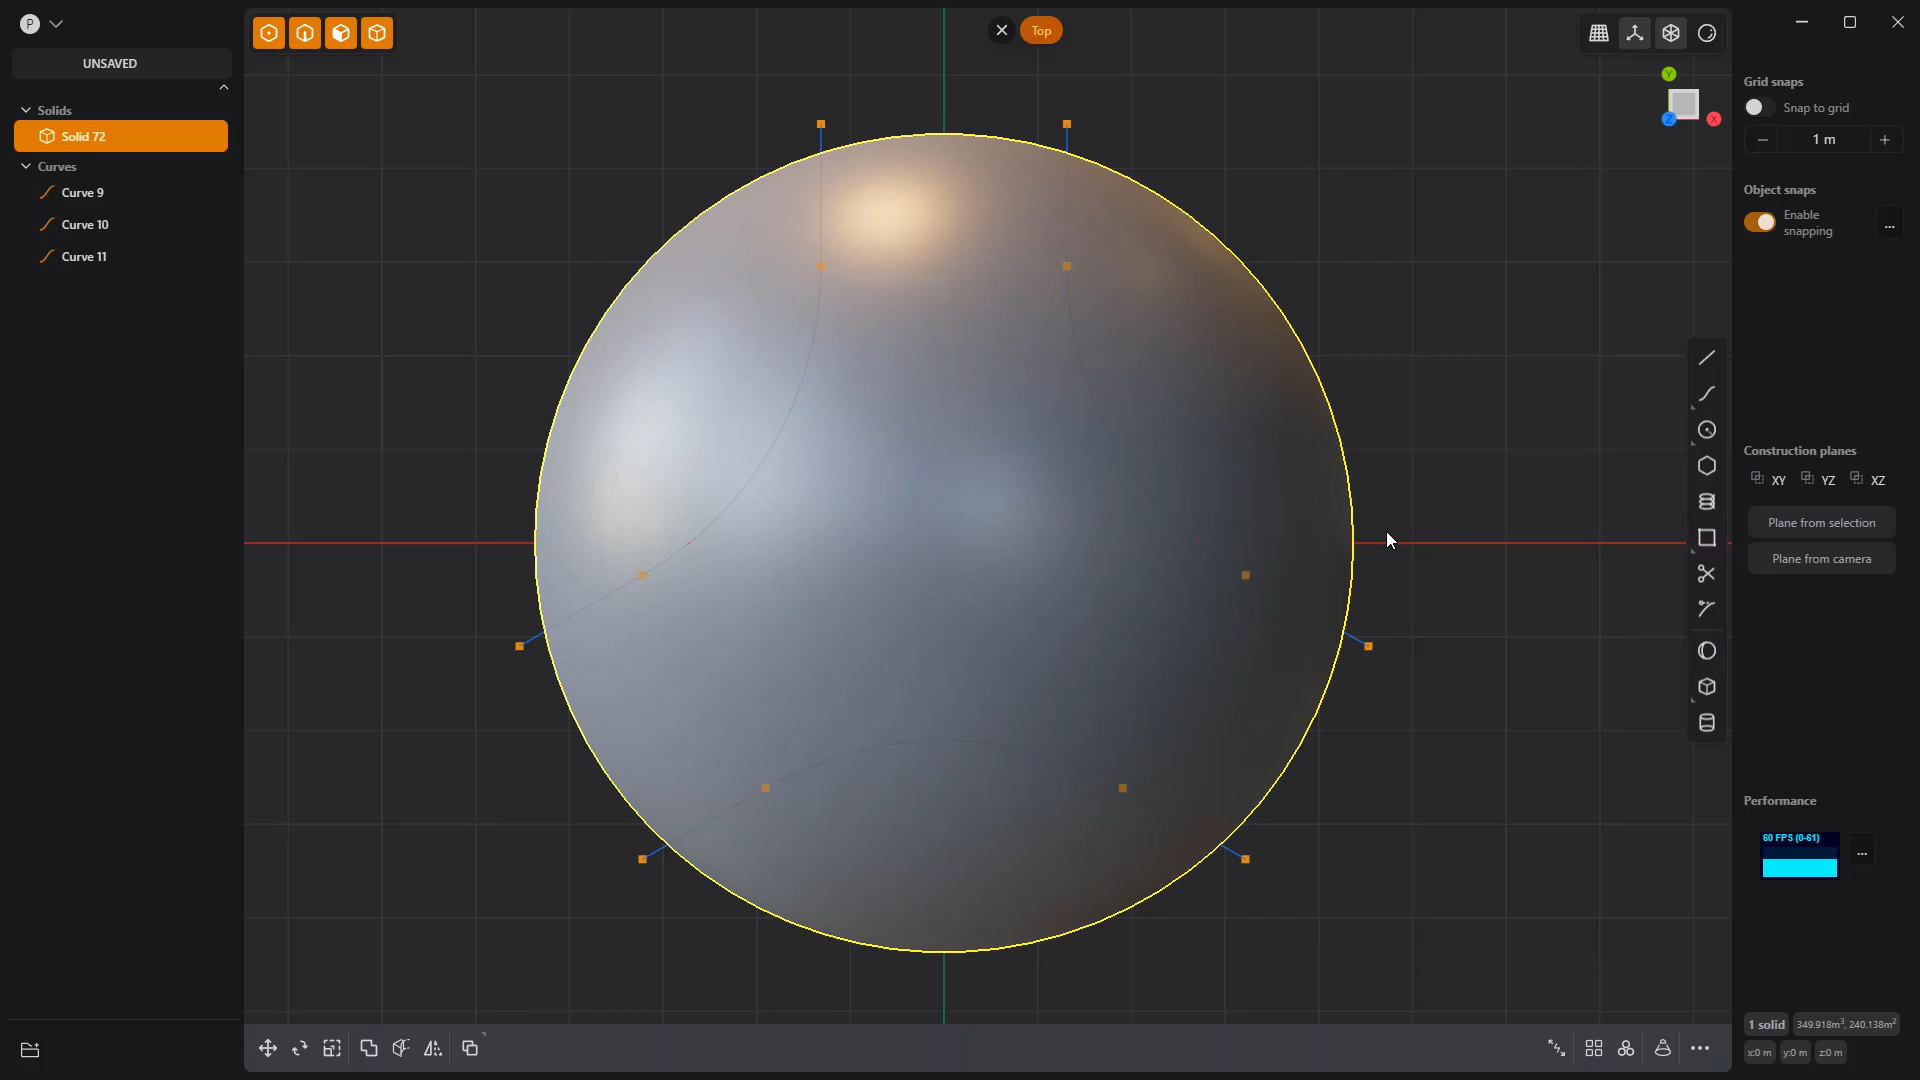 P
UNSAVED
Solids
Solid 72
Curves
Curve 9
Curve 10
Curve 11
Top
Y
Z
X
Grid snaps
Snap to grid
1 m
Object snaps
Enable
snapping
...
Construction planes
XY
YZ
XZ
Plane from selection
Plane from camera
Performance
60 FPS (0-61)
...
1 solid
349.918m³, 240.138m²
x:0 m
y:0 m
z:0 m